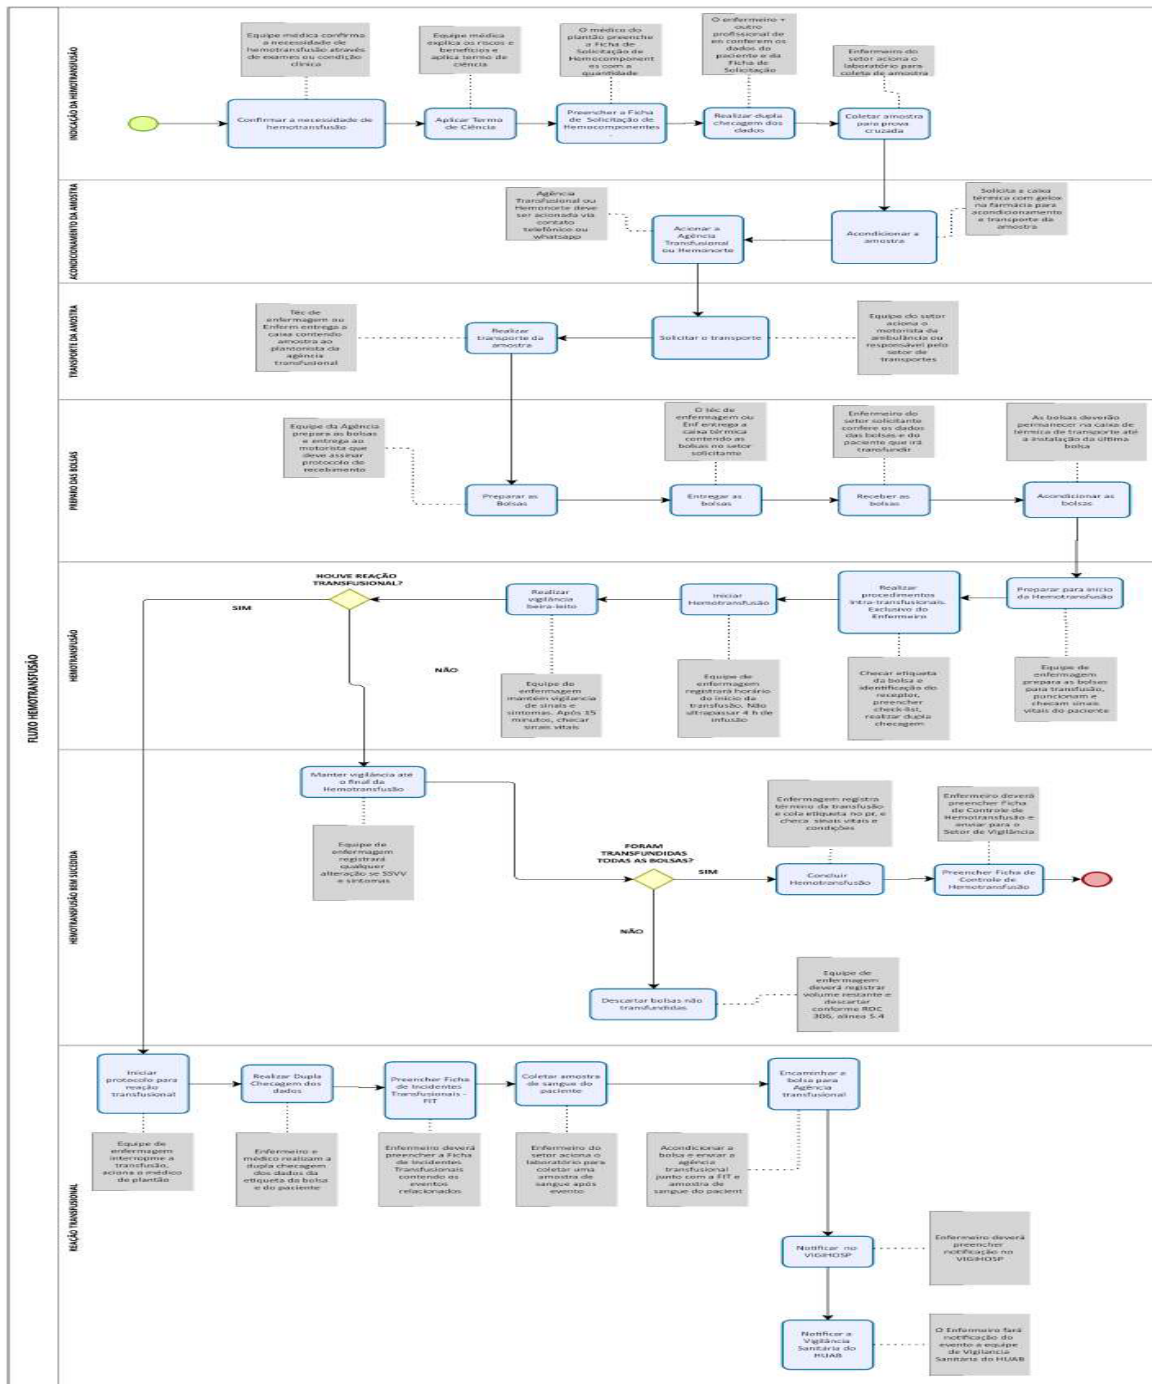 FLUXO HEMOTRANSFUSÃO
INDICAÇÃO DA HEMOTRANSFUSÃO
Equipe médica confirma
a necessidade de
hemotransfusão através
de exames ou condição
clínica
Equipe médica
explica os riscos e
benefícios e
aplica termo de
ciência
O médico do
plantão preenche
a Ficha de
Solicitação de
Hemocomponent
es com a
quantidade
O enfermeiro +
outro
profissional de
en conferem os
dados do
paciente e da
Ficha de
Solicitação
Enfermeiro do
setor aciona o
laboratório para
coleta de amostra
Confirmar a necessidade de
hemotransfusão
Aplicar Termo
de Ciência
Preencher a Ficha
de Solicitação de
Hemocomponentes
.
Realizar dupla
checagem dos
dados
Coletar amostra
para prova
cruzada
ACONDICIONAMENTO DA AMOSTRA
Agência
Transfusional ou
Hemonorte deve
ser acionada via
contato
telefônico ou
whatsapp
Acionar a
Agência
Transfusional
ou Hemonorte
Acondicionar a
amostra
Solicita a caixa
térmica com gelox
na farmácia para
acondicionamento
e transporte da
amostra
TRANSPORTE DA AMOSTRA
Téc de
enfermagem ou
Enferm entrega a
caixa contendo
amostra ao
plantonista da
agência
transfusional
Realizar
transporte da
amostra
Solicitar o transporte
Equipe do setor
aciona o
motorista da
ambulância ou
responsável pelo
setor de
transportes
PREPARO DAS BOLSAS
Equipe da Agência
prepara as bolsas
e entrega ao
motorista que
deve assinar
protocolo de
recebimento
O téc de
enfermagem ou
Enf entrega a
caixa térmica
contendo as
bolsas no setor
solicitante
Enfermeiro do
setor solicitante
confere os dados
das bolsas e do
paciente que irá
transfundir
As bolsas deverão
permanecer na caixa de
térmica de transporte até
a instalação da última
bolsa
Preparar as
Bolsas
Entregar as
bolsas
Receber as
bolsas
Acondicionar as
bolsas
HEMOTRANSFUSÃO
HOUVE REAÇÃO
TRANSFUSIONAL?
SIM
NÃO
Realizar
vigilância
beira-leito
Iniciar
Hemotransfusão
Realizar
procedimentos
intra-transfusionais.
Exclusivo do
Enfermeiro
Preparar para início
da Hemotransfusão
Equipe de
enfermagem
mantém vigilancia
de sinais e
sintomas. Após 15
minutos, checar
sinais vitais
Equipe de
enfermagem
registrará horário
do início da
transfusão. Não
ultrapassar 4 h de
infusão
Checar etiqueta
da bolsa e
identificação do
receptor,
preencher
check-list,
realizar dupla
checagem
Equipe de
enfermagem
prepara as bolsas
para transfusão,
puncionam e
checam sinais
vitais do paciente
HEMOTRANSFUSÃO BEM SUCEDIDA
Manter vigilância até
o final da
Hemotransfusão
Equipe de
enfermagem
registrará
qualquer
alteração se SSVV
e sintomas
FORAM
TRANSFUNDIDAS
TODAS AS BOLSAS?
SIM
NÃO
Enfermagem registra
término da transfusão
e cola etiqueta no pr, e
checa sinais vitais e
condições
Enfermeiro deverá
preencher Ficha
de Controle de
Hemotransfusão e
enviar para o
Setor de Vigilância
Concluir
Hemotransfusão
Preencher Ficha de
Controle de
Hemotransfusão
Descartar bolsas não
transfundidas
Equipe de
enfermagem
deverá registrar
volume restante e
descartar
conforme RDC
306, alínea 5.4
REAÇÃO TRANSFUSIONAL
Iniciar
protocolo para
reação
transfusional
Realizar Dupla
Checagem dos
dados
Preencher Ficha
de Incidentes
Transfusionais -
FIT
Coletar amostra
de sangue do
paciente
Encaminhar a
bolsa para
Agência
transfusional
Equipe de
enfermagem
interrompe a
transfusão,
aciona o médico
de plantão
Enfermeiro e
médico realizam a
dupla checagem
dos dados da
etiqueta da bolsa
e do paciente
Enfermeiro deverá
preencher a Ficha
de Incidentes
Transfusionais
contendo os
eventos
relacionados
Enfermeiro do
setor aciona o
laboratório para
coletar uma
amostra de
sangue após
evento
Acondicionar a
bolsa e enviar a
agência
transfusional
junto com a FIT e
amostra de
sangue do pacient
Notificar no
VIGIHOSP
Enfermeiro deverá
preencher
notificação no
VIGIHOSP
Notificar a
Vigilância
Sanitária do
HUAB
O Enfermeiro fará
notificação do
evento a equipe de
Vigilancia
Sanitária do HUAB